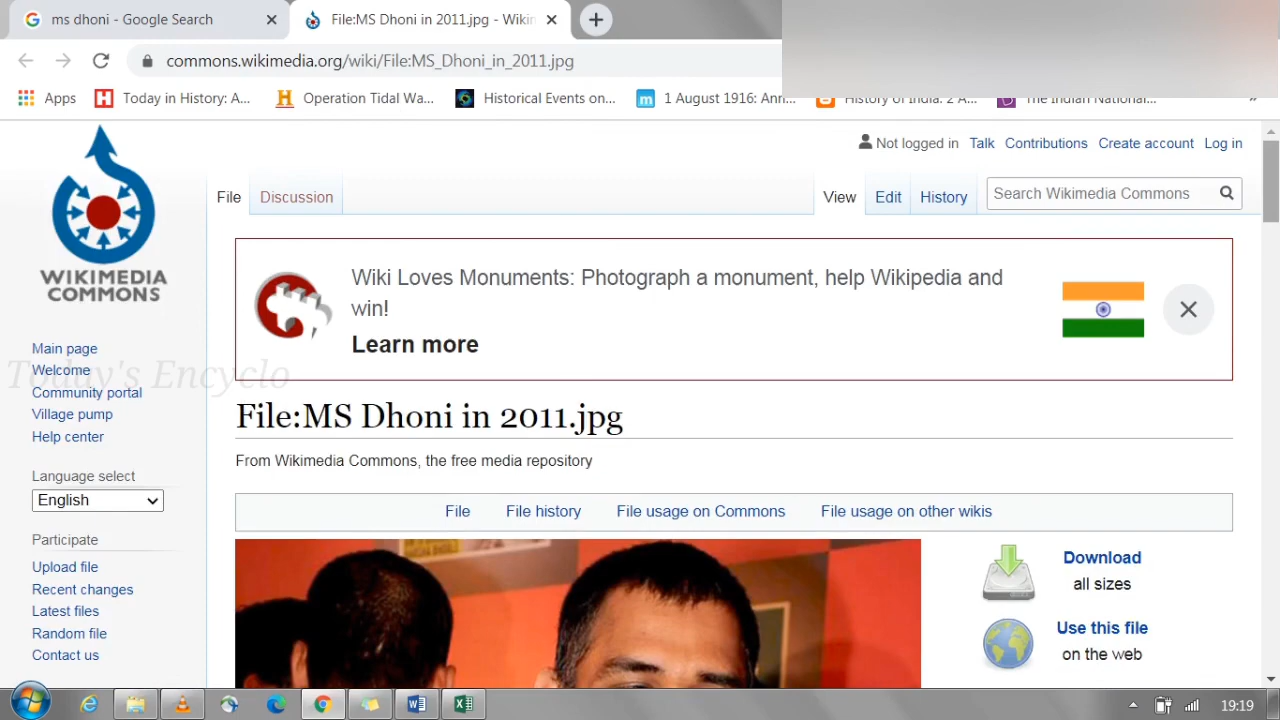 ms dhoni - Google Search
File:MS Dhoni in 2011.jpg - Wikin
commons.wikimedia.org/wiki/File:MS_Dhoni_in_2011.jpg
Apps
Today in History: A...
Operation Tidal Wa...
Historical Events on...
1 August 1916: Ann...
History of India: 2 A...
The Indian National...
Not logged in Talk Contributions Create account Log in
File Discussion View Edit History Search Wikimedia Commons
WIKIMEDIA
COMMONS
Wiki Loves Monuments: Photograph a monument, help Wikipedia and
win!
Learn more
Main page
Welcome
Today's Encyclo
Community portal
Village pump
Help center
File:MS Dhoni in 2011.jpg
From Wikimedia Commons, the free media repository
Language select
English
File File history File usage on Commons File usage on other wikis
Participate
Upload file
Recent changes
Latest files
Random file
Contact us
Download
all sizes
Use this file
on the web
19:19